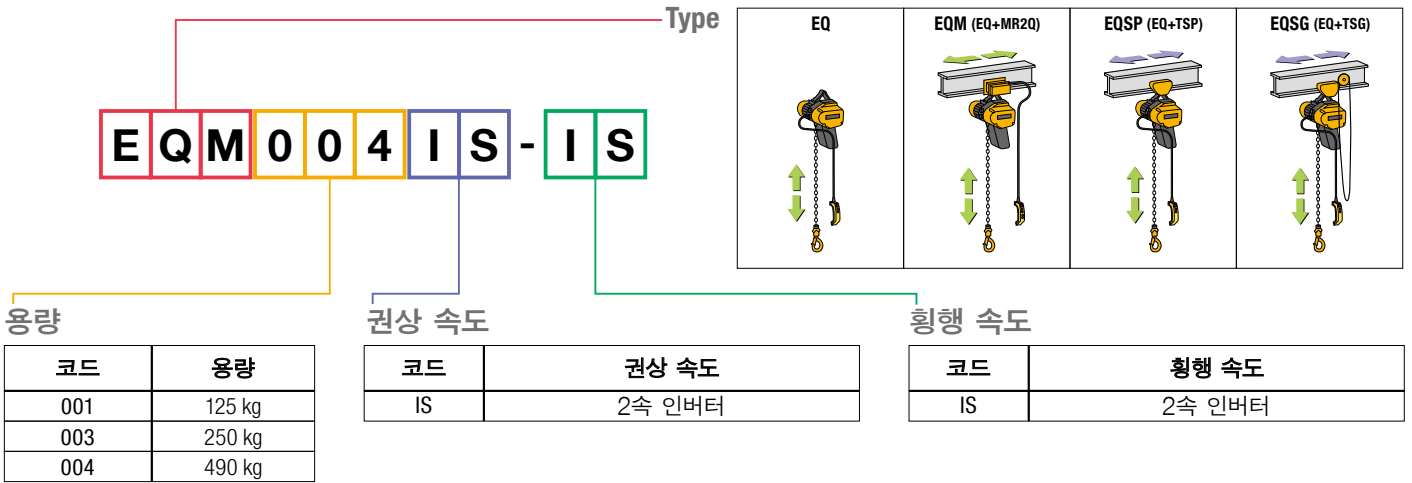 Type
EQ
EQM (EQ+MR2Q)
EQSP (EQ+TSP)
EQSG (EQ+TSG)
EQM004IS-IS
용량
코드 용량
001 125 kg
003 250 kg
004 490 kg
권상 속도
코드 권상 속도
IS 2속 인버터
횡행 속도
코드 횡행 속도
IS 2속 인버터